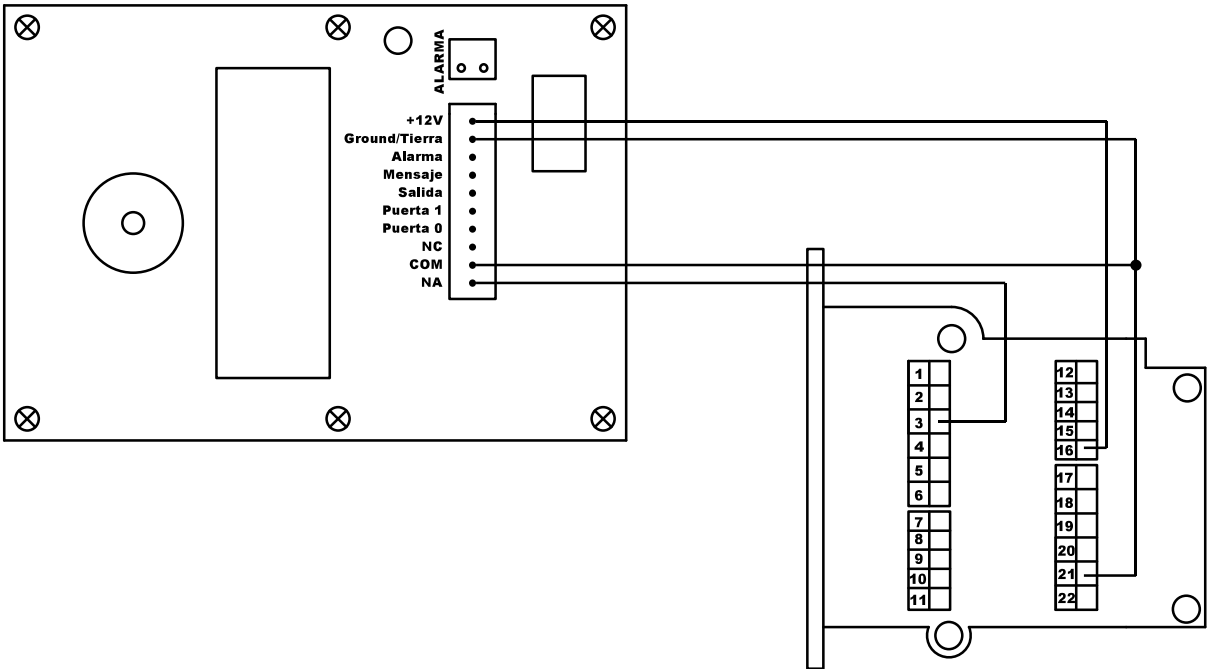 ALARMA
+12V
Ground/Tierra
Alarma
Mensaje
Salida
Puerta 1
Puerta 0
NC
COM
NA
1
2
3
4
5
6
7
8
9
10
11
12
13
14
15
16
17
18
19
20
21
22